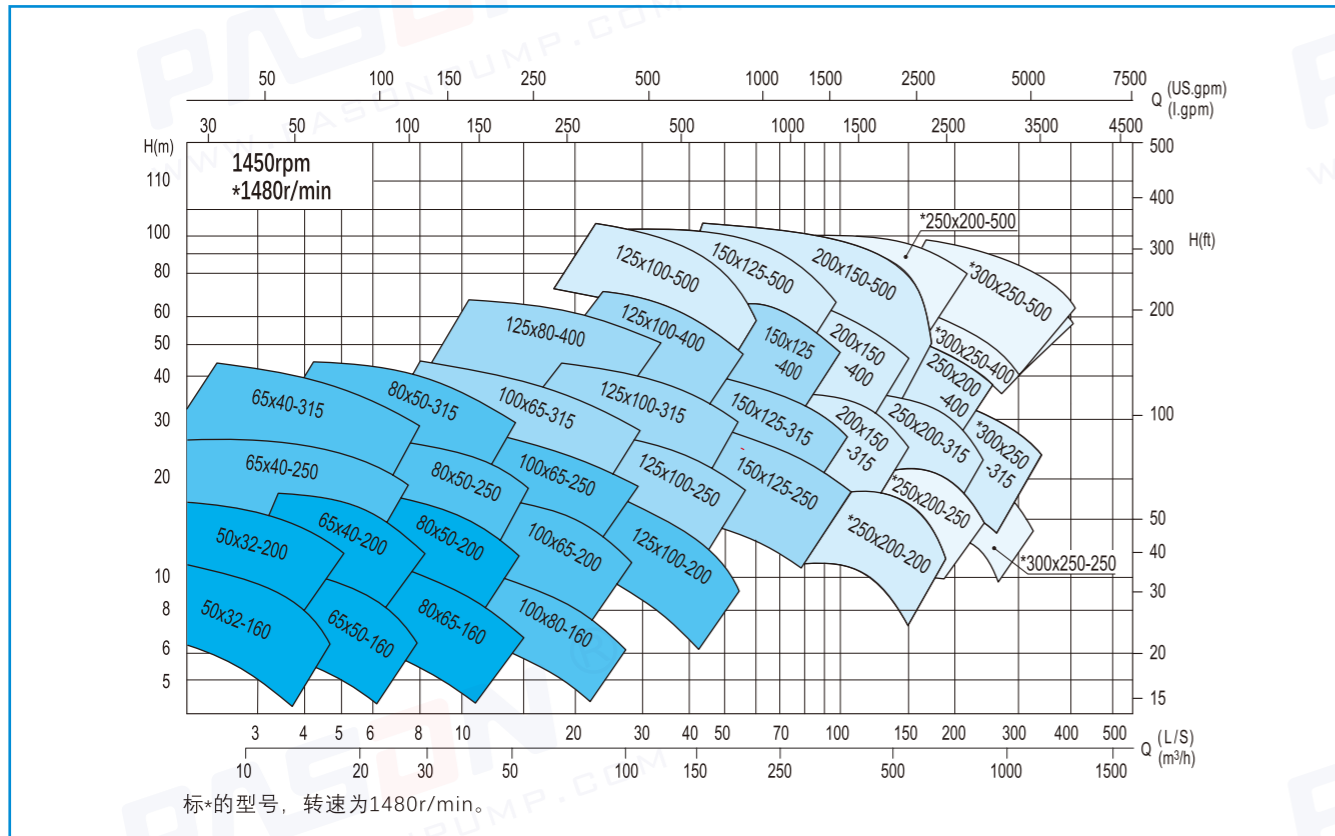 PASON
WWW.PASONPUMP.COM
50 100 150 250 500 1000 1500 2500 5000 7500
Q (US.gpm)
(I.gpm)
30 50 100 150 250 500 1000 1500 2500 3500 4500
H(m)
1450rpm
*1480r/min
500
110
400
*250x200-500
100
H(ft)
300
125x100-500
150x125-500
200x150-500
*300x250-500
80
200
60
125x80-400
125x100-400
150x125
-400
200x150
-400
*300x250-400
250x200
-400
50
40
65x40-315
80x50-315
100x65-315
125x100-315
150x125-315
200x150
-315
250x200-315
*300x250
-315
100
30
20
65x40-250
80x50-250
100x65-250
125x100-250
150x125-250
*250x200-250
50
50x32-200
65x40-200
80x50-200
100x65-200
125x100-200
*250x200-200
*300x250-250
40
10
30
8
50x32-160
65x50-160
80x65-160
100x80-160
6
20
5
15
3 4 5 6 8 10 20 30 40 50 100 150 200 300 400 500
(L/S)
Q
(m³/h)
10 20 30 50 100 150 250 500 1000 1500
标*的型号，转速为1480r/min。